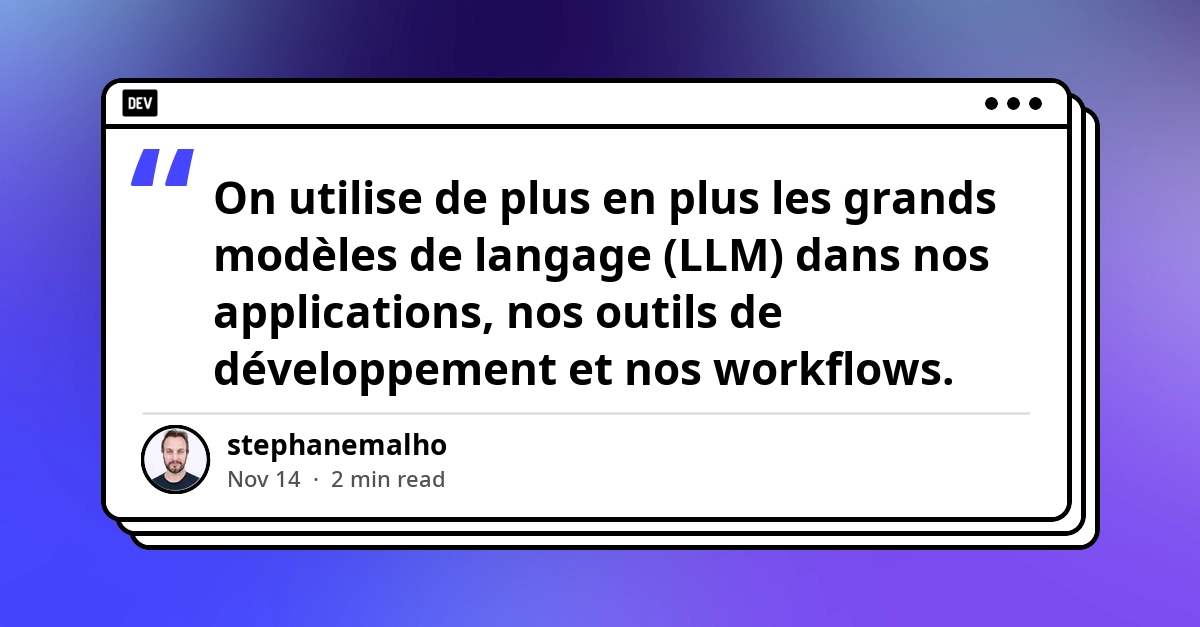 DEV
“
On utilise de plus en plus les grands
modèles de langage (LLM) dans nos
applications, nos outils de
développement et nos workflows.
stephanemalho
Nov 14 · 2 min read